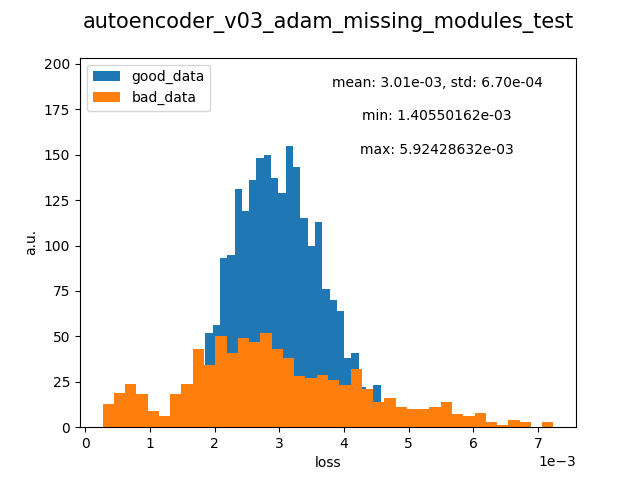 autoencoder_v03_adam_missing_modules_test
good_data
bad_data
mean: 3.01e-03, std: 6.70e-04
min: 1.40550162e-03
max: 5.92428632e-03
a.u.
200
175
150
125
100
75
50
25
0
0
1
2
3
4
5
6
7
1e−3
loss